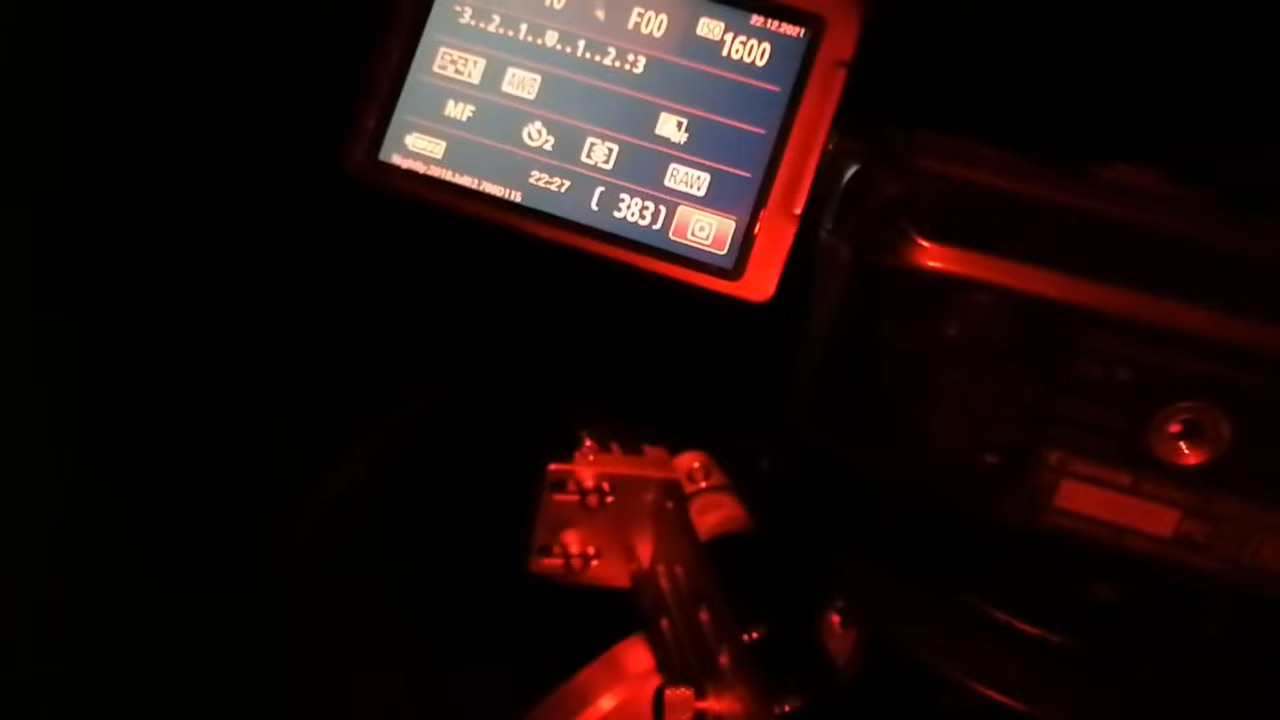 F00 ISO 1600 22.12.2021
-3..2..1..0..1..2.:3
AWB
MF 2 OFF
RAW
22:27 [ 383] Q